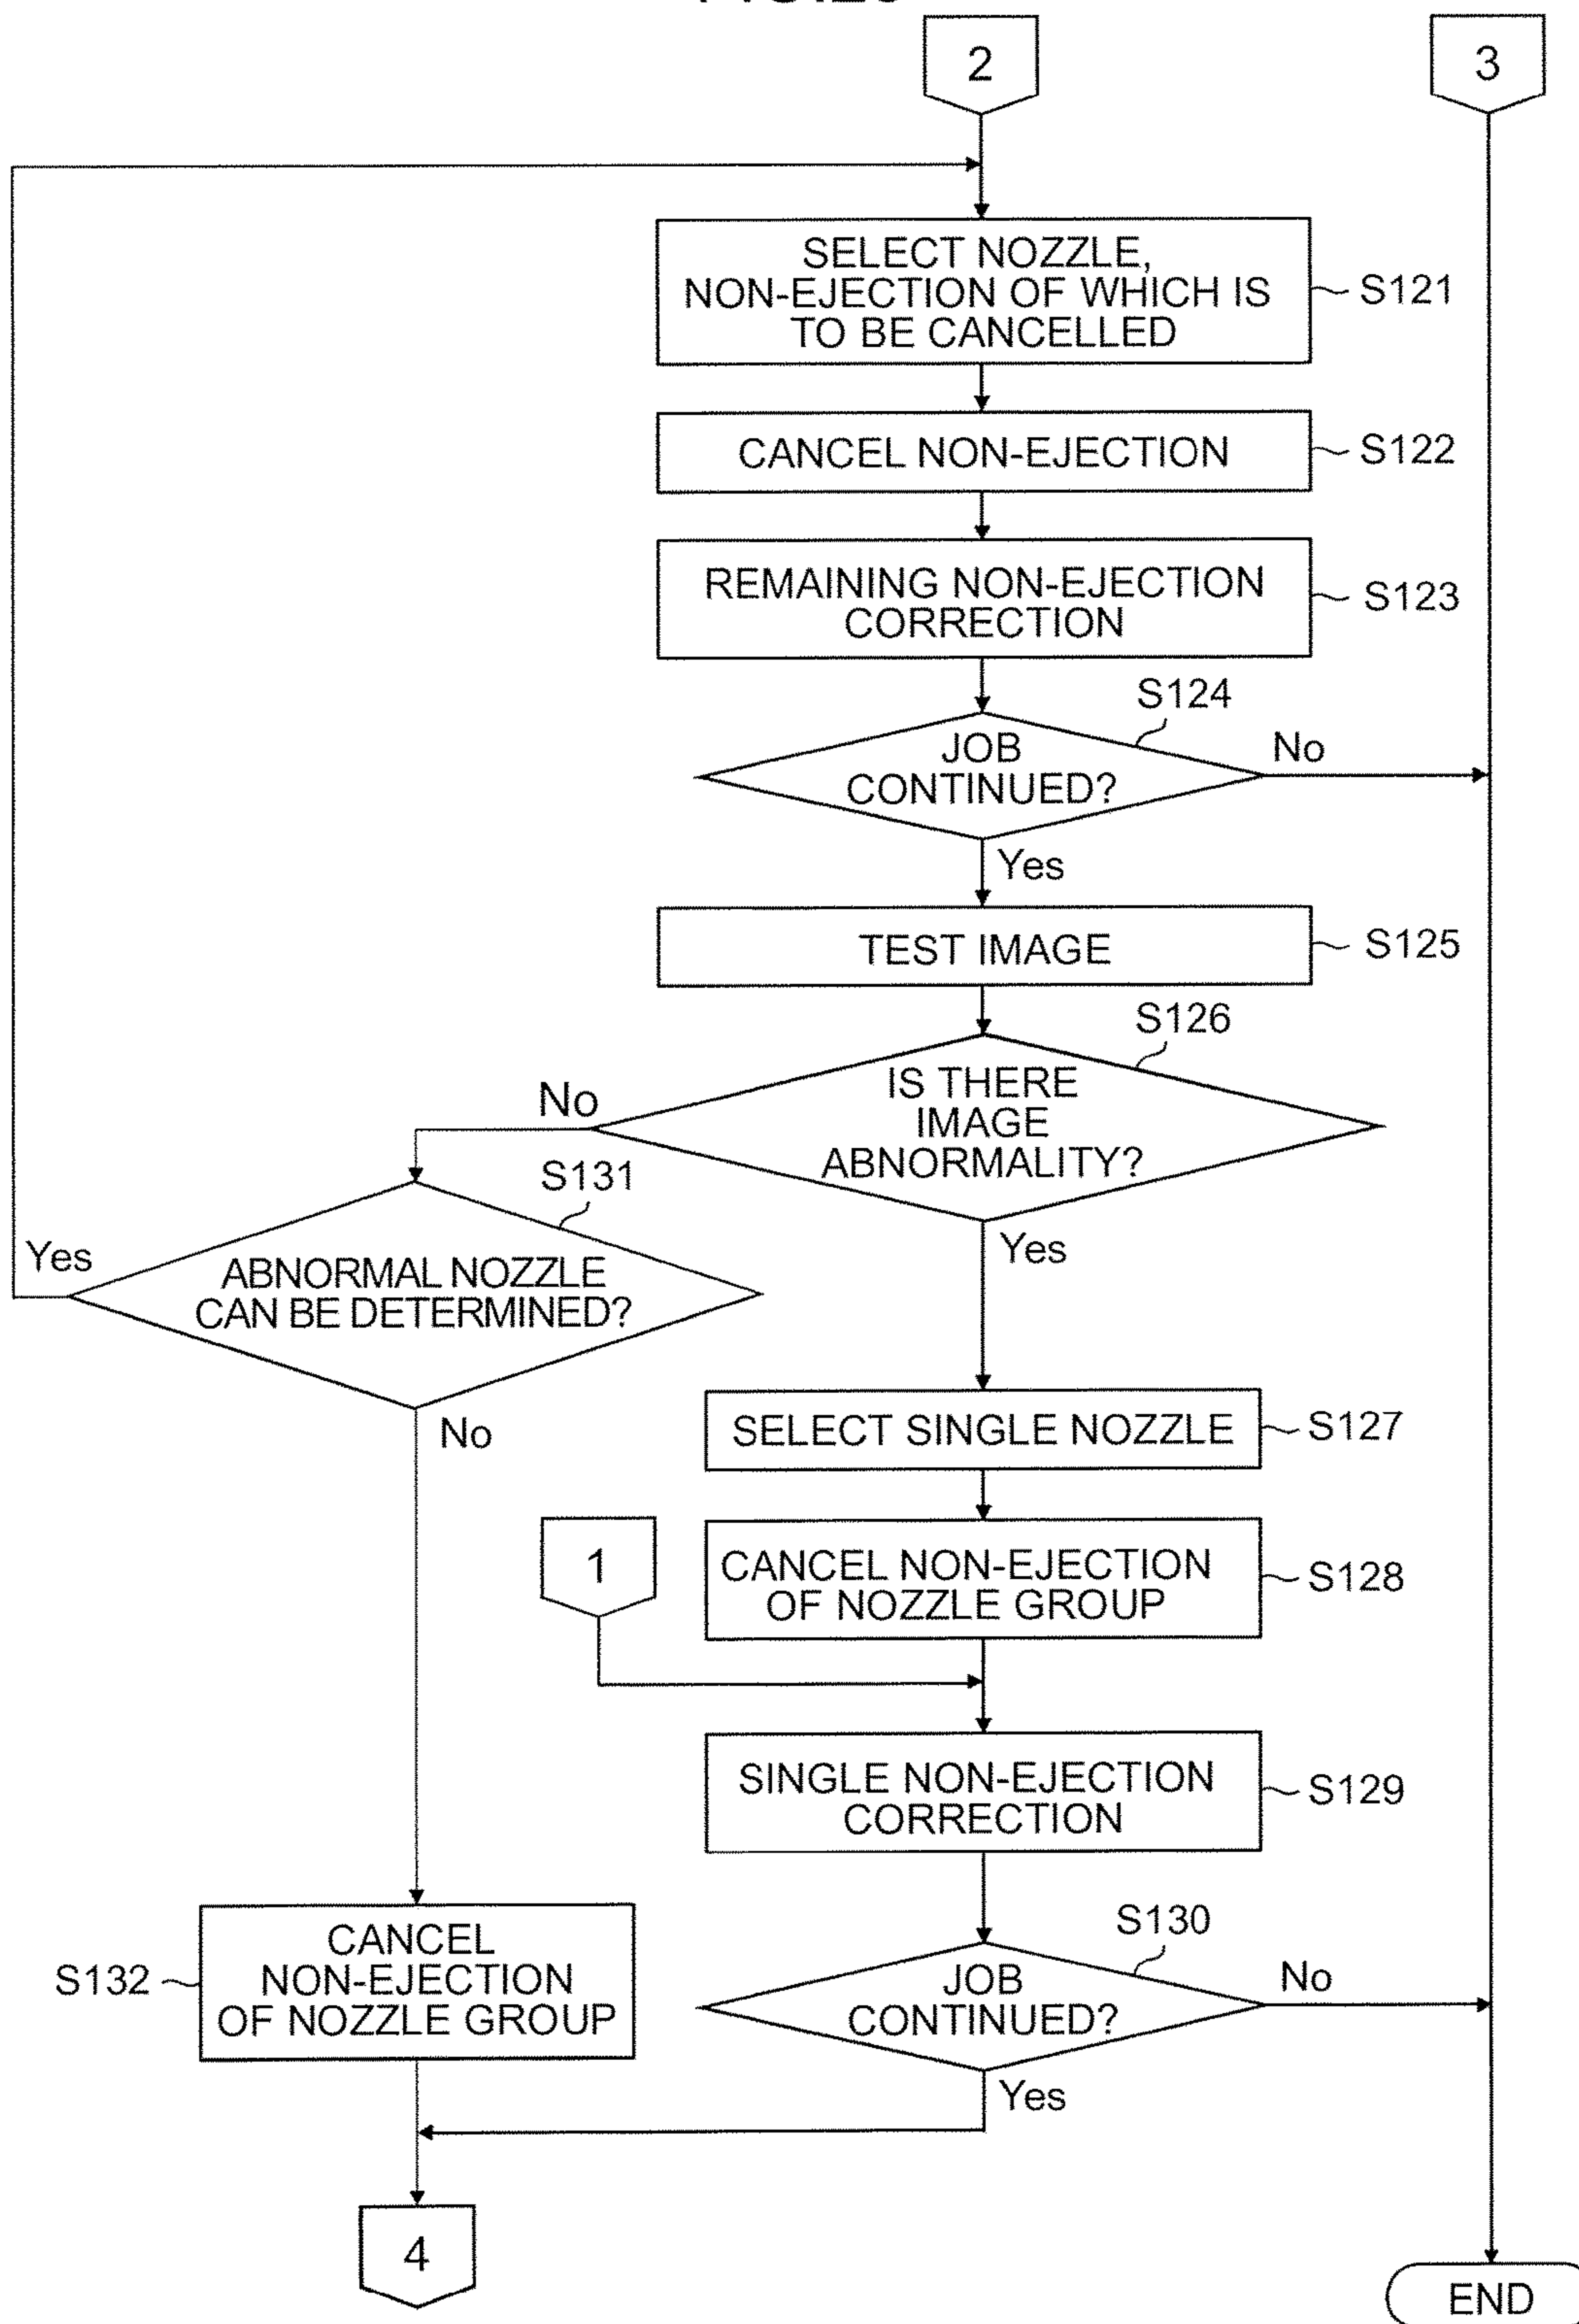 2
3
SELECT NOZZLE,
NON-EJECTION OF WHICH IS
TO BE CANCELLED
S121
CANCEL NON-EJECTION
S122
REMAINING NON-EJECTION
CORRECTION
S123
S124
JOB
CONTINUED?
No
Yes
TEST IMAGE
S125
S126
IS THERE
IMAGE
ABNORMALITY?
No
Yes
S131
ABNORMAL NOZZLE
CAN BE DETERMINED?
Yes
No
SELECT SINGLE NOZZLE
S127
1
CANCEL NON-EJECTION
OF NOZZLE GROUP
S128
SINGLE NON-EJECTION
CORRECTION
S129
S132
CANCEL
NON-EJECTION
OF NOZZLE GROUP
S130
JOB
CONTINUED?
No
Yes
4
END